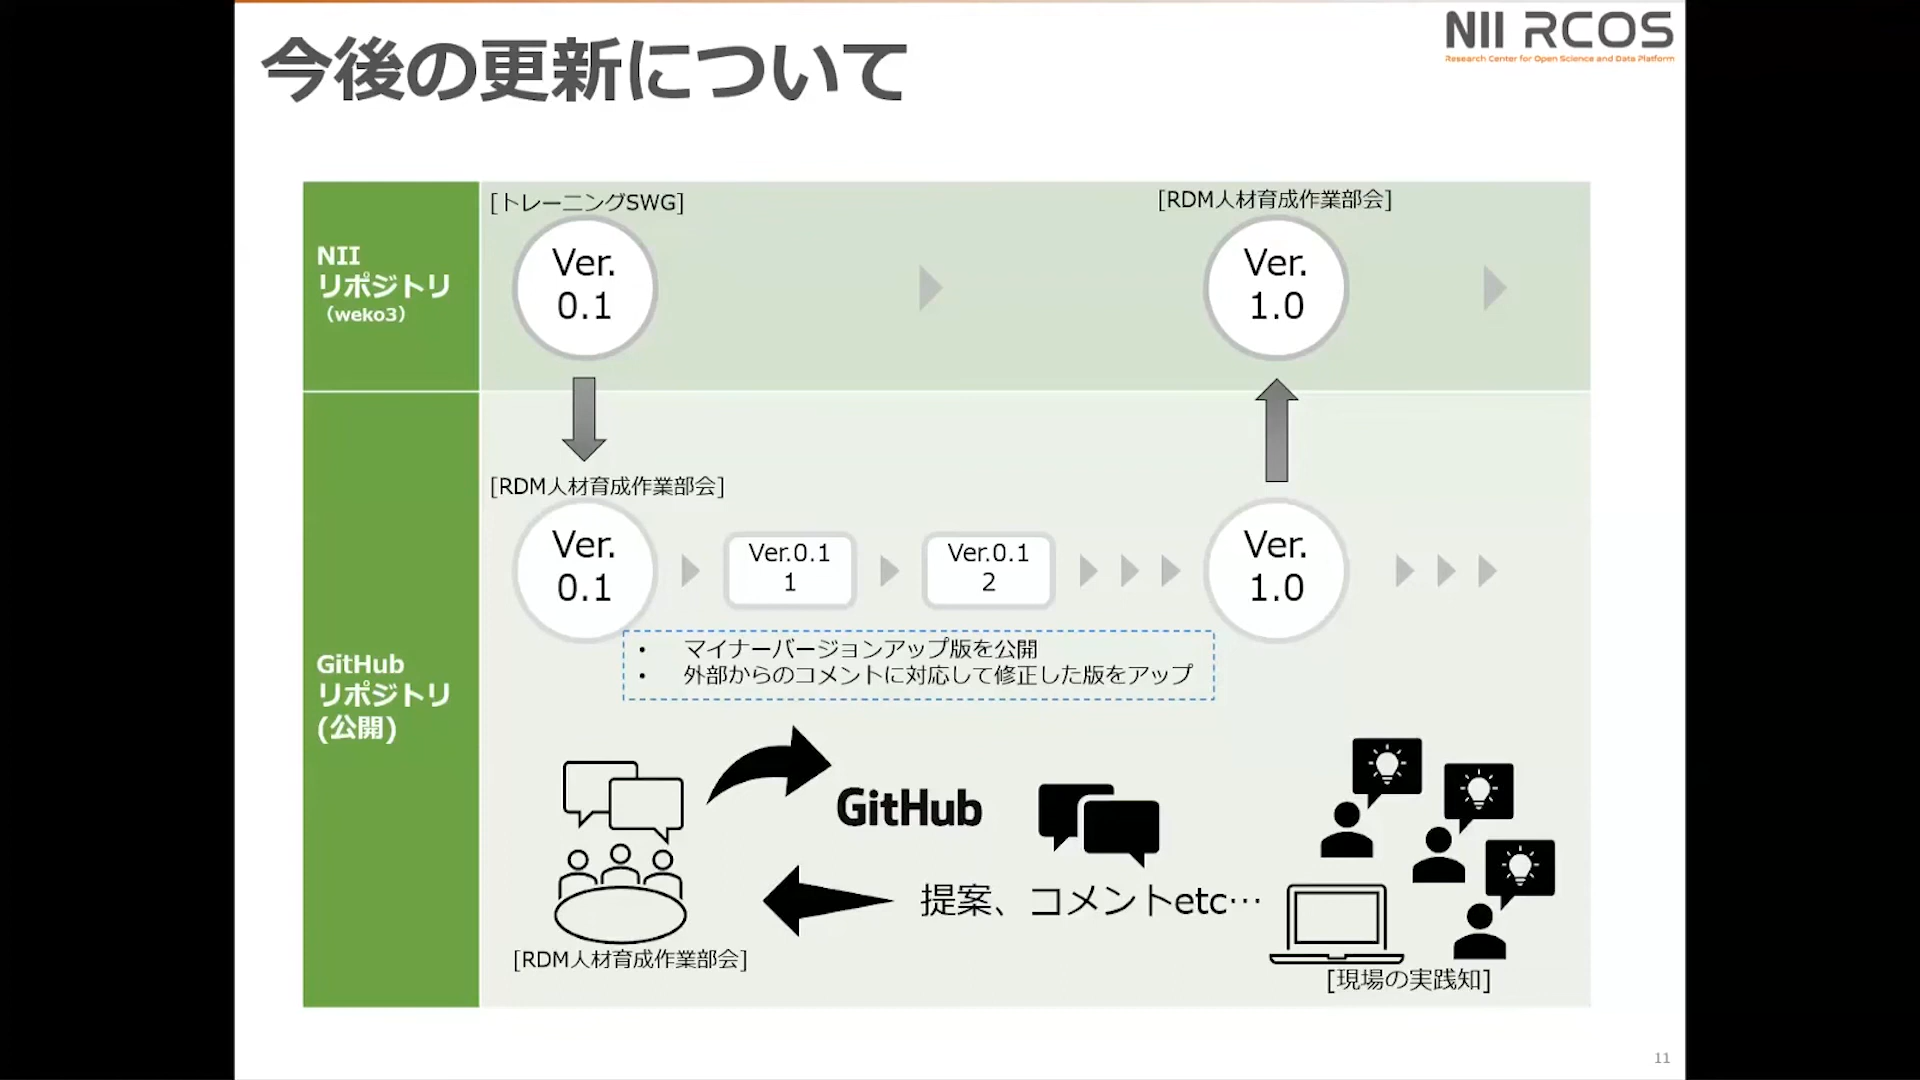 今後の更新について
NII RCOS
Research Center for Open Science and Data Platform
NII
リポジトリ
（weko3）
[トレーニングSWG]
Ver.
0.1
[RDM人材育成作業部会]
Ver.
1.0
GitHub
リポジトリ
(公開)
[RDM人材育成作業部会]
Ver.
0.1
Ver.0.1
1
Ver.0.1
2
Ver.
1.0
• マイナーバージョンアップ版を公開
• 外部からのコメントに対応して修正した版をアップ
GitHub
提案、コメントetc…
[RDM人材育成作業部会]
[現場の実践知]
11